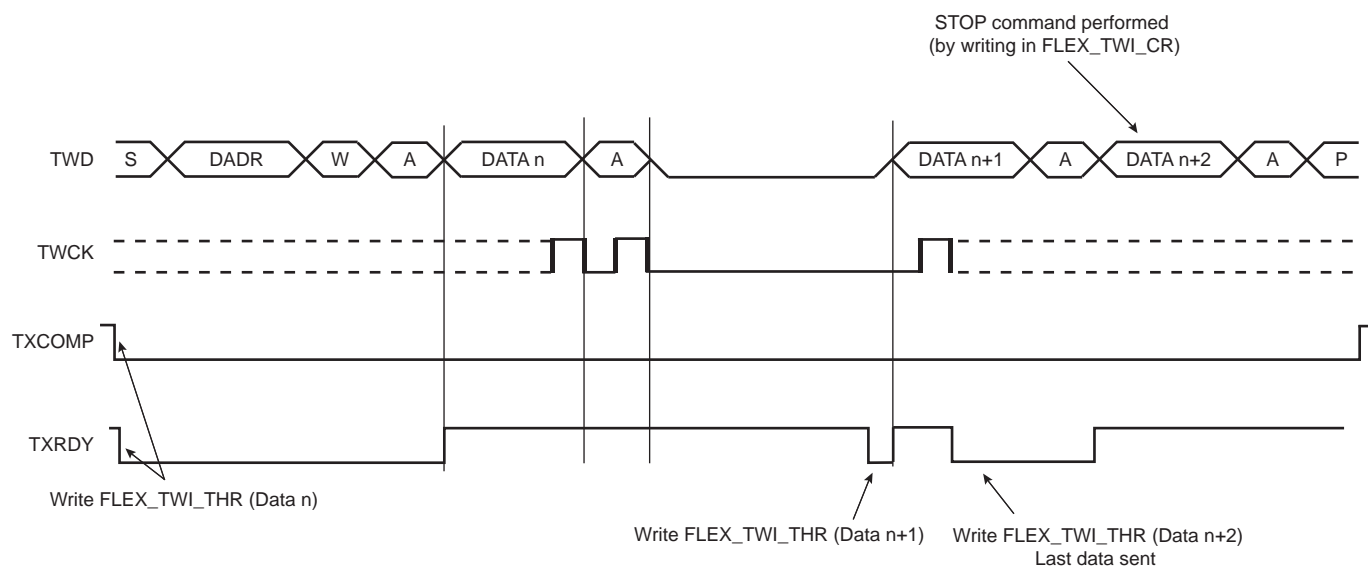 STOP command performed
(by writing in FLEX_TWI_CR)
TWD S DADR W A DATA n A DATA n+1 A DATA n+2 A P
TWCK
TXCOMP
TXRDY
Write FLEX_TWI_THR (Data n)
Write FLEX_TWI_THR (Data n+1) Write FLEX_TWI_THR (Data n+2)
Last data sent